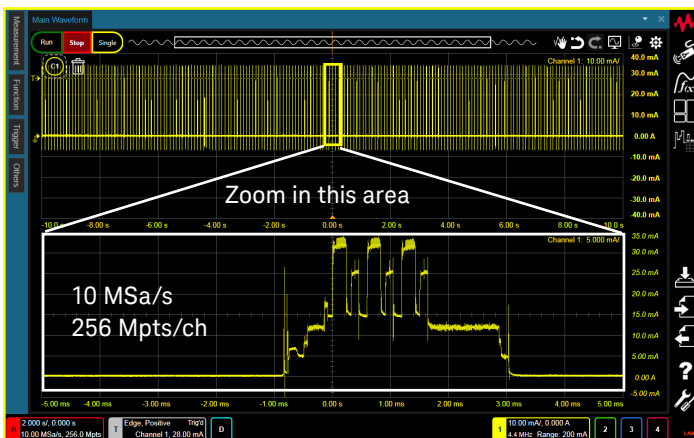 Main Waveform
Measurement
Function
Trigger
Others
Run
Stop
Single
C1
Channel 1: 10.00 mA/
40.0 mA
30.0 mA
20.0 mA
10.0 mA
0.00 A
-10.0 mA
-20.0 mA
-30.0 mA
-40.0 mA
T
Zoom in this area
-10.0 s -8.00 s -6.00 s -4.00 s -2.00 s 0.00 s 2.00 s 4.00 s 6.00 s 8.00 s 10.0 s
Channel 1: 5.000 mA/
35.0 mA
30.0 mA
25.0 mA
20.0 mA
15.0 mA
10.0 mA
5.00 mA
0.00 A
-5.00 mA
10 MSa/s
256 Mpts/ch
-5.00 ms -4.00 ms -3.00 ms -2.00 ms -1.00 ms 0.00 s 1.00 ms 2.00 ms 3.00 ms 4.00 ms 5.00 ms
H
2.000 s/, 0.000 s
10.00 MSa/s, 256.0 Mpts
T
Edge, Positive Trig'd
Channel 1, 28.00 mA
D
1
10.00 mA/, 0.000 A
4.4 MHz Range: 200 mA
2
3
4
f(x)
?
LAN